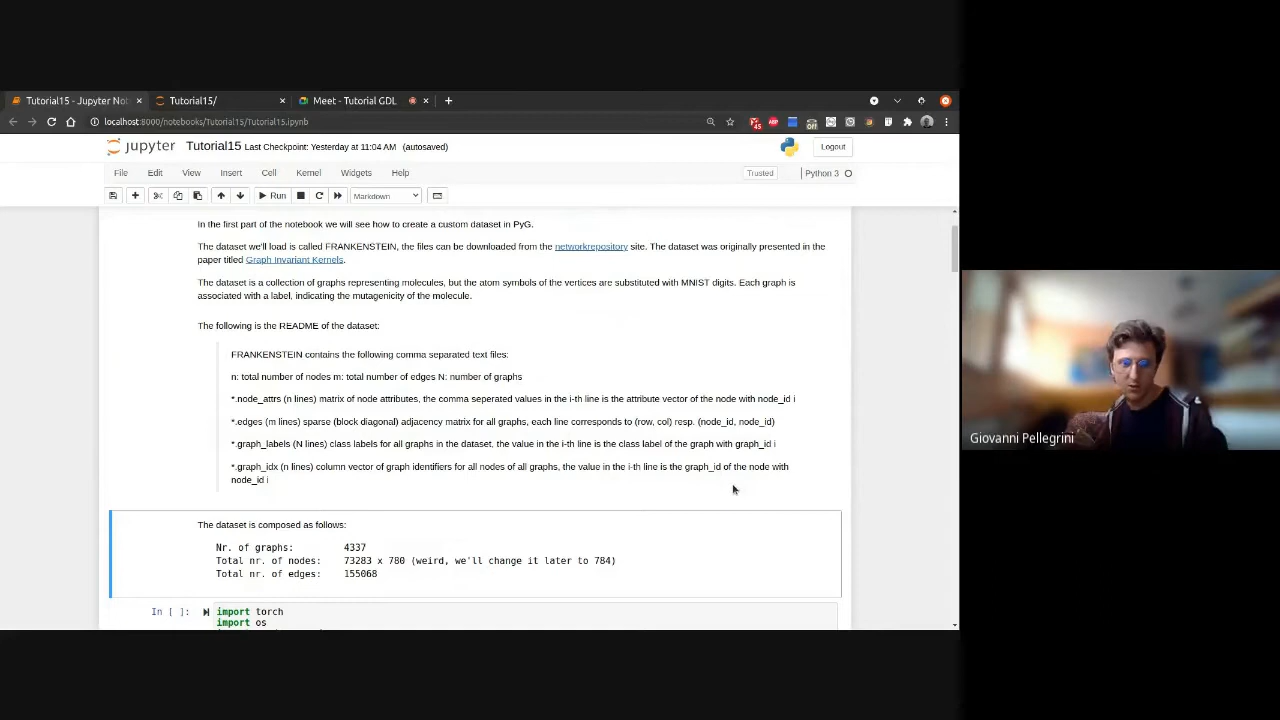 Tutorial15 - Jupyter Not
Tutorial15/
Meet - Tutorial GDL
localhost:8000/notebooks/Tutorial15/Tutorial15.ipynb
45
ABP
off
jupyter Tutorial15 Last Checkpoint: Yesterday at 11:04 AM (autosaved)
Logout
File Edit View Insert Cell Kernel Widgets Help
Trusted
Python 3
Run
Markdown
In the first part of the notebook we will see how to create a custom dataset in PyG.
The dataset we'll load is called FRANKENSTEIN, the files can be downloaded from the networkrepository site. The dataset was originally presented in the
paper titled Graph Invariant Kernels.
The dataset is a collection of graphs representing molecules, but the atom symbols of the vertices are substituted with MNIST digits. Each graph is
associated with a label, indicating the mutagenicity of the molecule.
The following is the README of the dataset:
FRANKENSTEIN contains the following comma separated text files:
n: total number of nodes m: total number of edges N: number of graphs
*.node_attrs (n lines) matrix of node attributes, the comma seperated values in the i-th line is the attribute vector of the node with node_id i
*.edges (m lines) sparse (block diagonal) adjacency matrix for all graphs, each line corresponds to (row, col) resp. (node_id, node_id)
*.graph_labels (N lines) class labels for all graphs in the dataset, the value in the i-th line is the class label of the graph with graph_id i
*.graph_idx (n lines) column vector of graph identifiers for all nodes of all graphs, the value in the i-th line is the graph_id of the node with
node_id i
The dataset is composed as follows:
Nr. of graphs: 4337
Total nr. of nodes: 73283 x 780 (weird, we'll change it later to 784)
Total nr. of edges: 155068
In [ ]:
import torch
import os
Giovanni Pellegrini